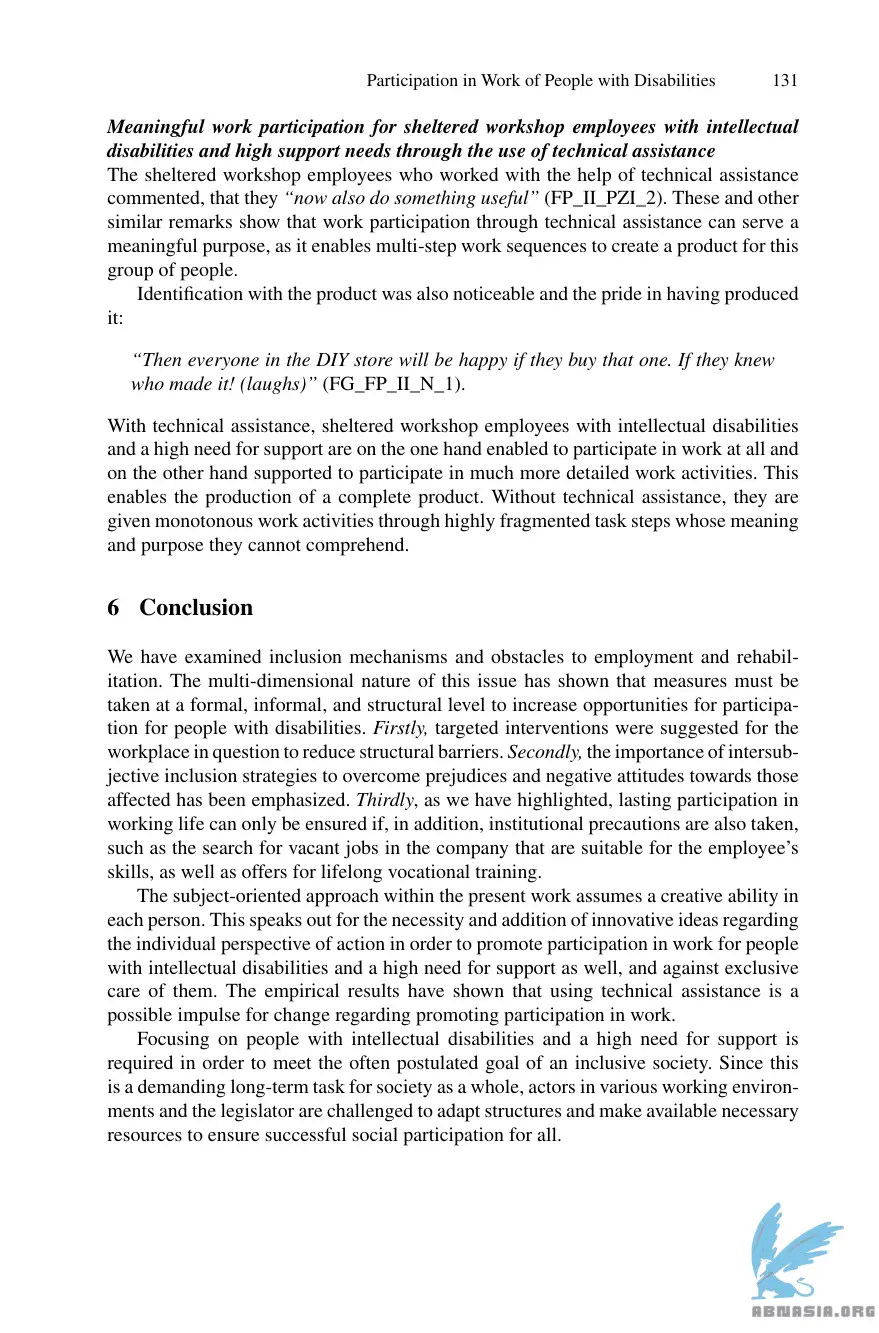 Participation in Work of People with Disabilities 131
Meaningful work participation for sheltered workshop employees with intellectual
disabilities and high support needs through the use of technical assistance
The sheltered workshop employees who worked with the help of technical assistance
commented, that they “now also do something useful” (FP_II_PZI_2). These and other
similar remarks show that work participation through technical assistance can serve a
meaningful purpose, as it enables multi-step work sequences to create a product for this
group of people.
Identification with the product was also noticeable and the pride in having produced
it:
“Then everyone in the DIY store will be happy if they buy that one. If they knew
who made it! (laughs)” (FG_FP_II_N_1).
With technical assistance, sheltered workshop employees with intellectual disabilities
and a high need for support are on the one hand enabled to participate in work at all and
on the other hand supported to participate in much more detailed work activities. This
enables the production of a complete product. Without technical assistance, they are
given monotonous work activities through highly fragmented task steps whose meaning
and purpose they cannot comprehend.
6 Conclusion
We have examined inclusion mechanisms and obstacles to employment and rehabil-
itation. The multi-dimensional nature of this issue has shown that measures must be
taken at a formal, informal, and structural level to increase opportunities for participa-
tion for people with disabilities. Firstly, targeted interventions were suggested for the
workplace in question to reduce structural barriers. Secondly, the importance of intersub-
jective inclusion strategies to overcome prejudices and negative attitudes towards those
affected has been emphasized. Thirdly, as we have highlighted, lasting participation in
working life can only be ensured if, in addition, institutional precautions are also taken,
such as the search for vacant jobs in the company that are suitable for the employee’s
skills, as well as offers for lifelong vocational training.
The subject-oriented approach within the present work assumes a creative ability in
each person. This speaks out for the necessity and addition of innovative ideas regarding
the individual perspective of action in order to promote participation in work for people
with intellectual disabilities and a high need for support as well, and against exclusive
care of them. The empirical results have shown that using technical assistance is a
possible impulse for change regarding promoting participation in work.
Focusing on people with intellectual disabilities and a high need for support is
required in order to meet the often postulated goal of an inclusive society. Since this
is a demanding long-term task for society as a whole, actors in various working environ-
ments and the legislator are challenged to adapt structures and make available necessary
resources to ensure successful social participation for all.
ABNASIA.ORG